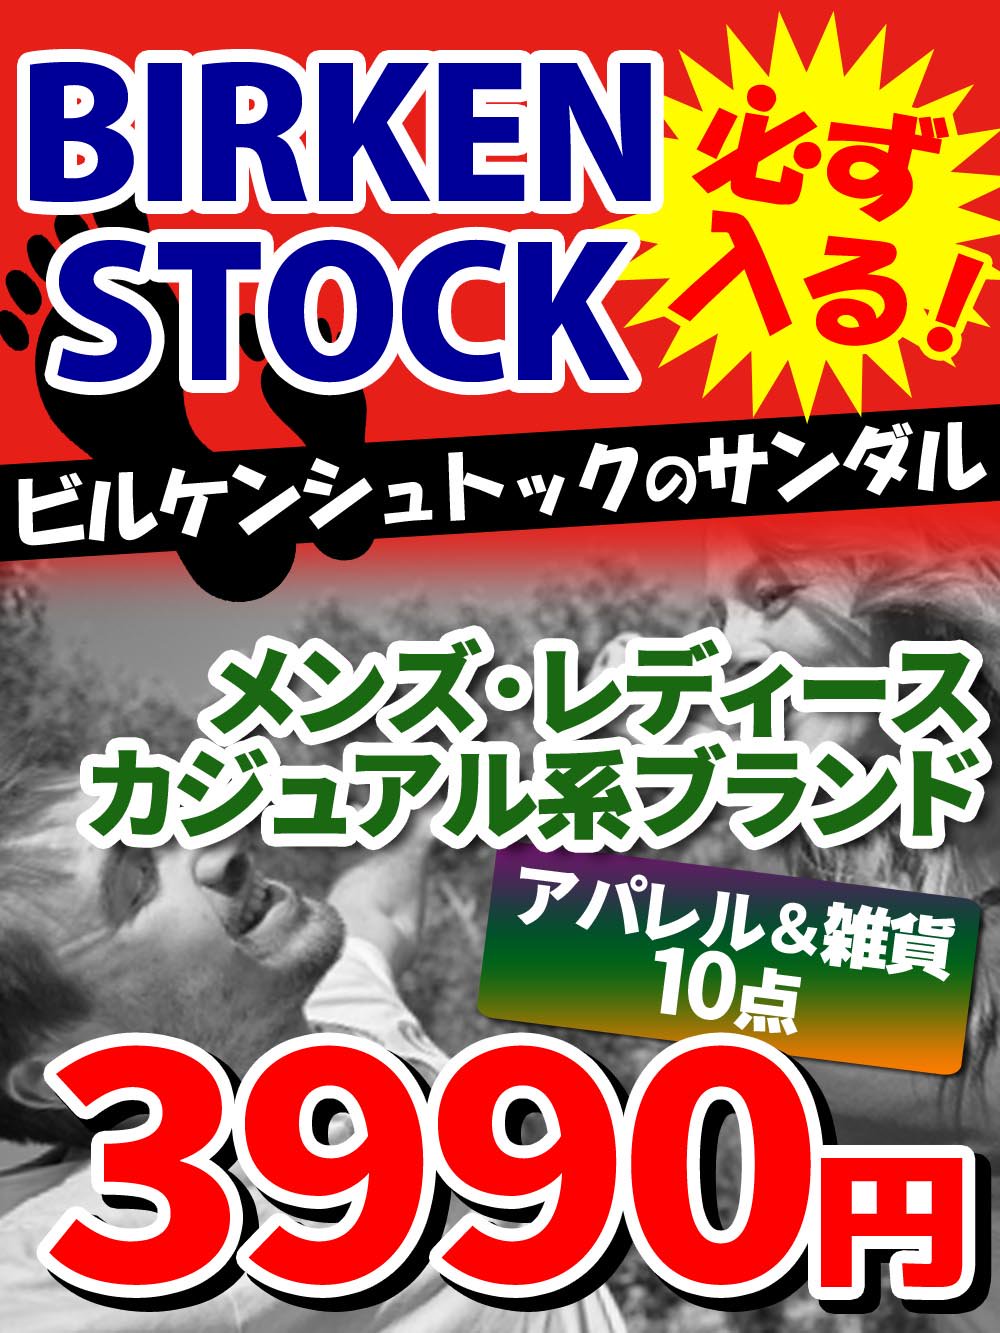 BIRKEN
STOCK
必ず
入る!
ビルケンシュトックのサンダル
メンズ・レディース
カジュアル系ブランド
アパレル&雑貨
10点
3990円